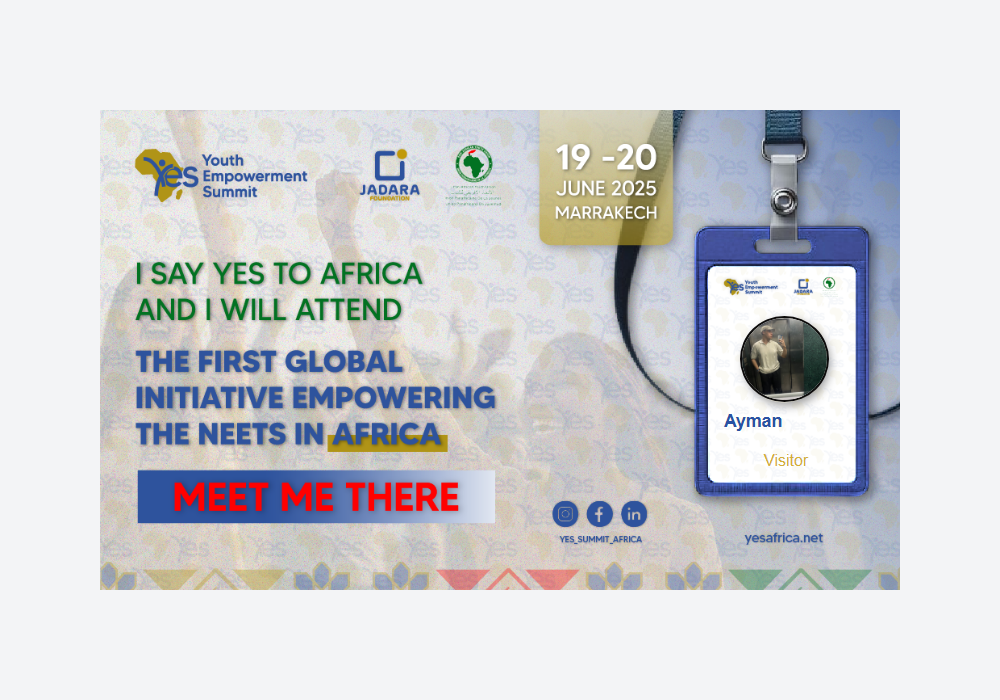 Yes Youth
Empowerment
Summit
JADARA
FOUNDATION
19 -20
JUNE 2025
MARRAKECH
I SAY YES TO AFRICA
AND I WILL ATTEND
THE FIRST GLOBAL
INITIATIVE EMPOWERING
THE NEETS IN AFRICA
MEET ME THERE
YES_SUMMIT_AFRICA
Yes Youth
Empowerment
Summit
JADARA
Ayman
Visitor
yesafrica.net